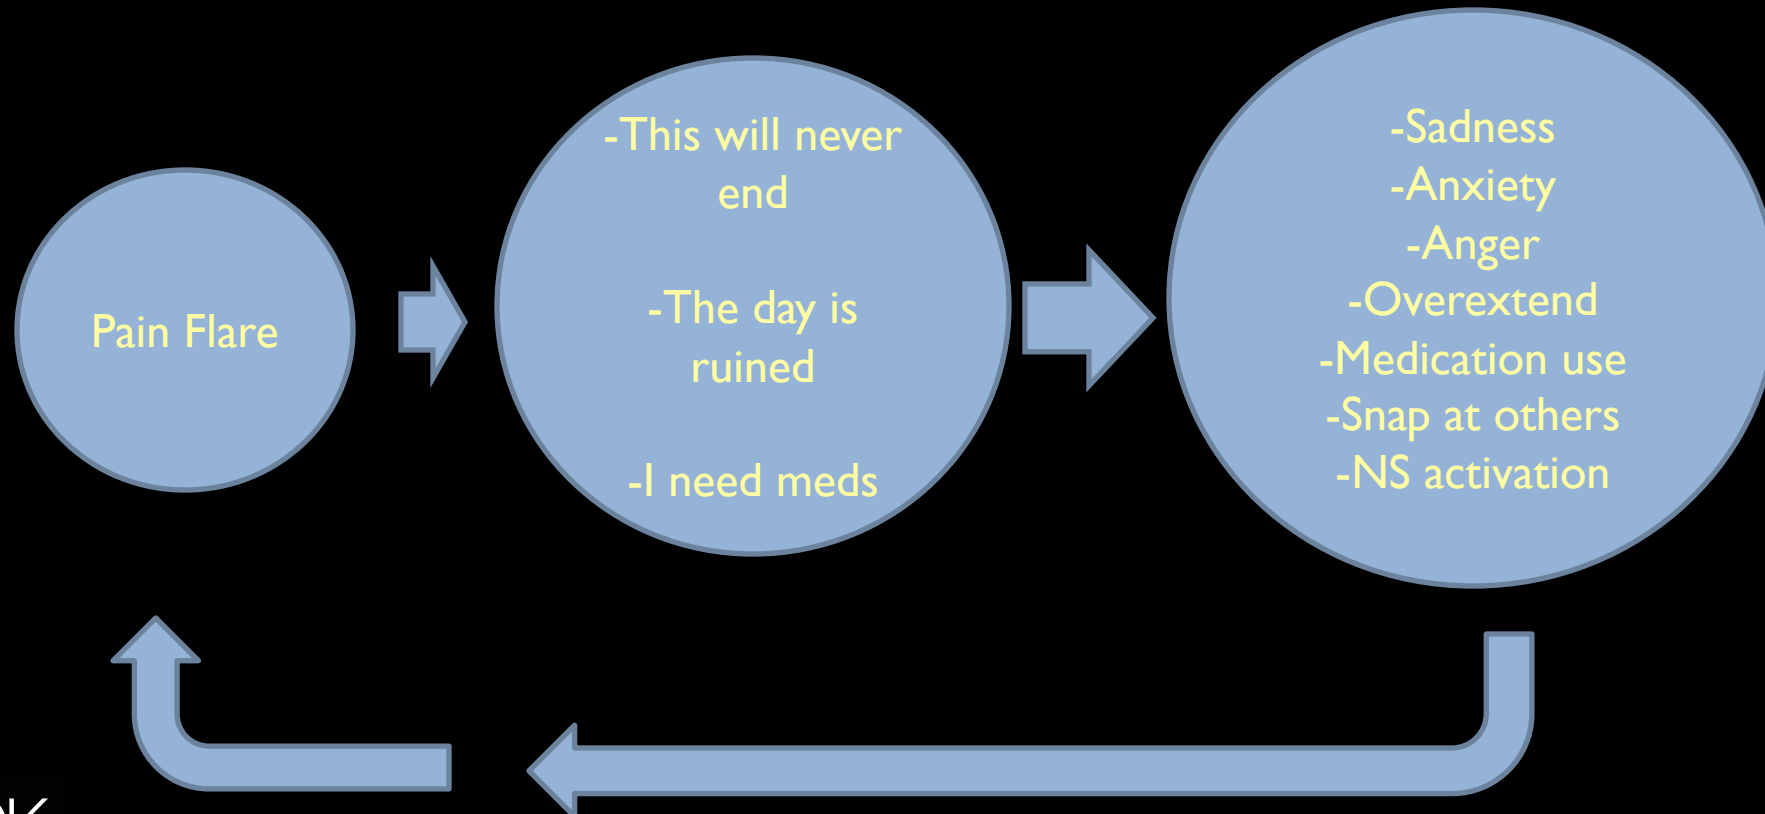 Pain Flare
-This will never
end
-The day is
ruined
-I need meds
-Sadness
-Anxiety
-Anger
-Overextend
-Medication use
-Snap at others
-NS activation